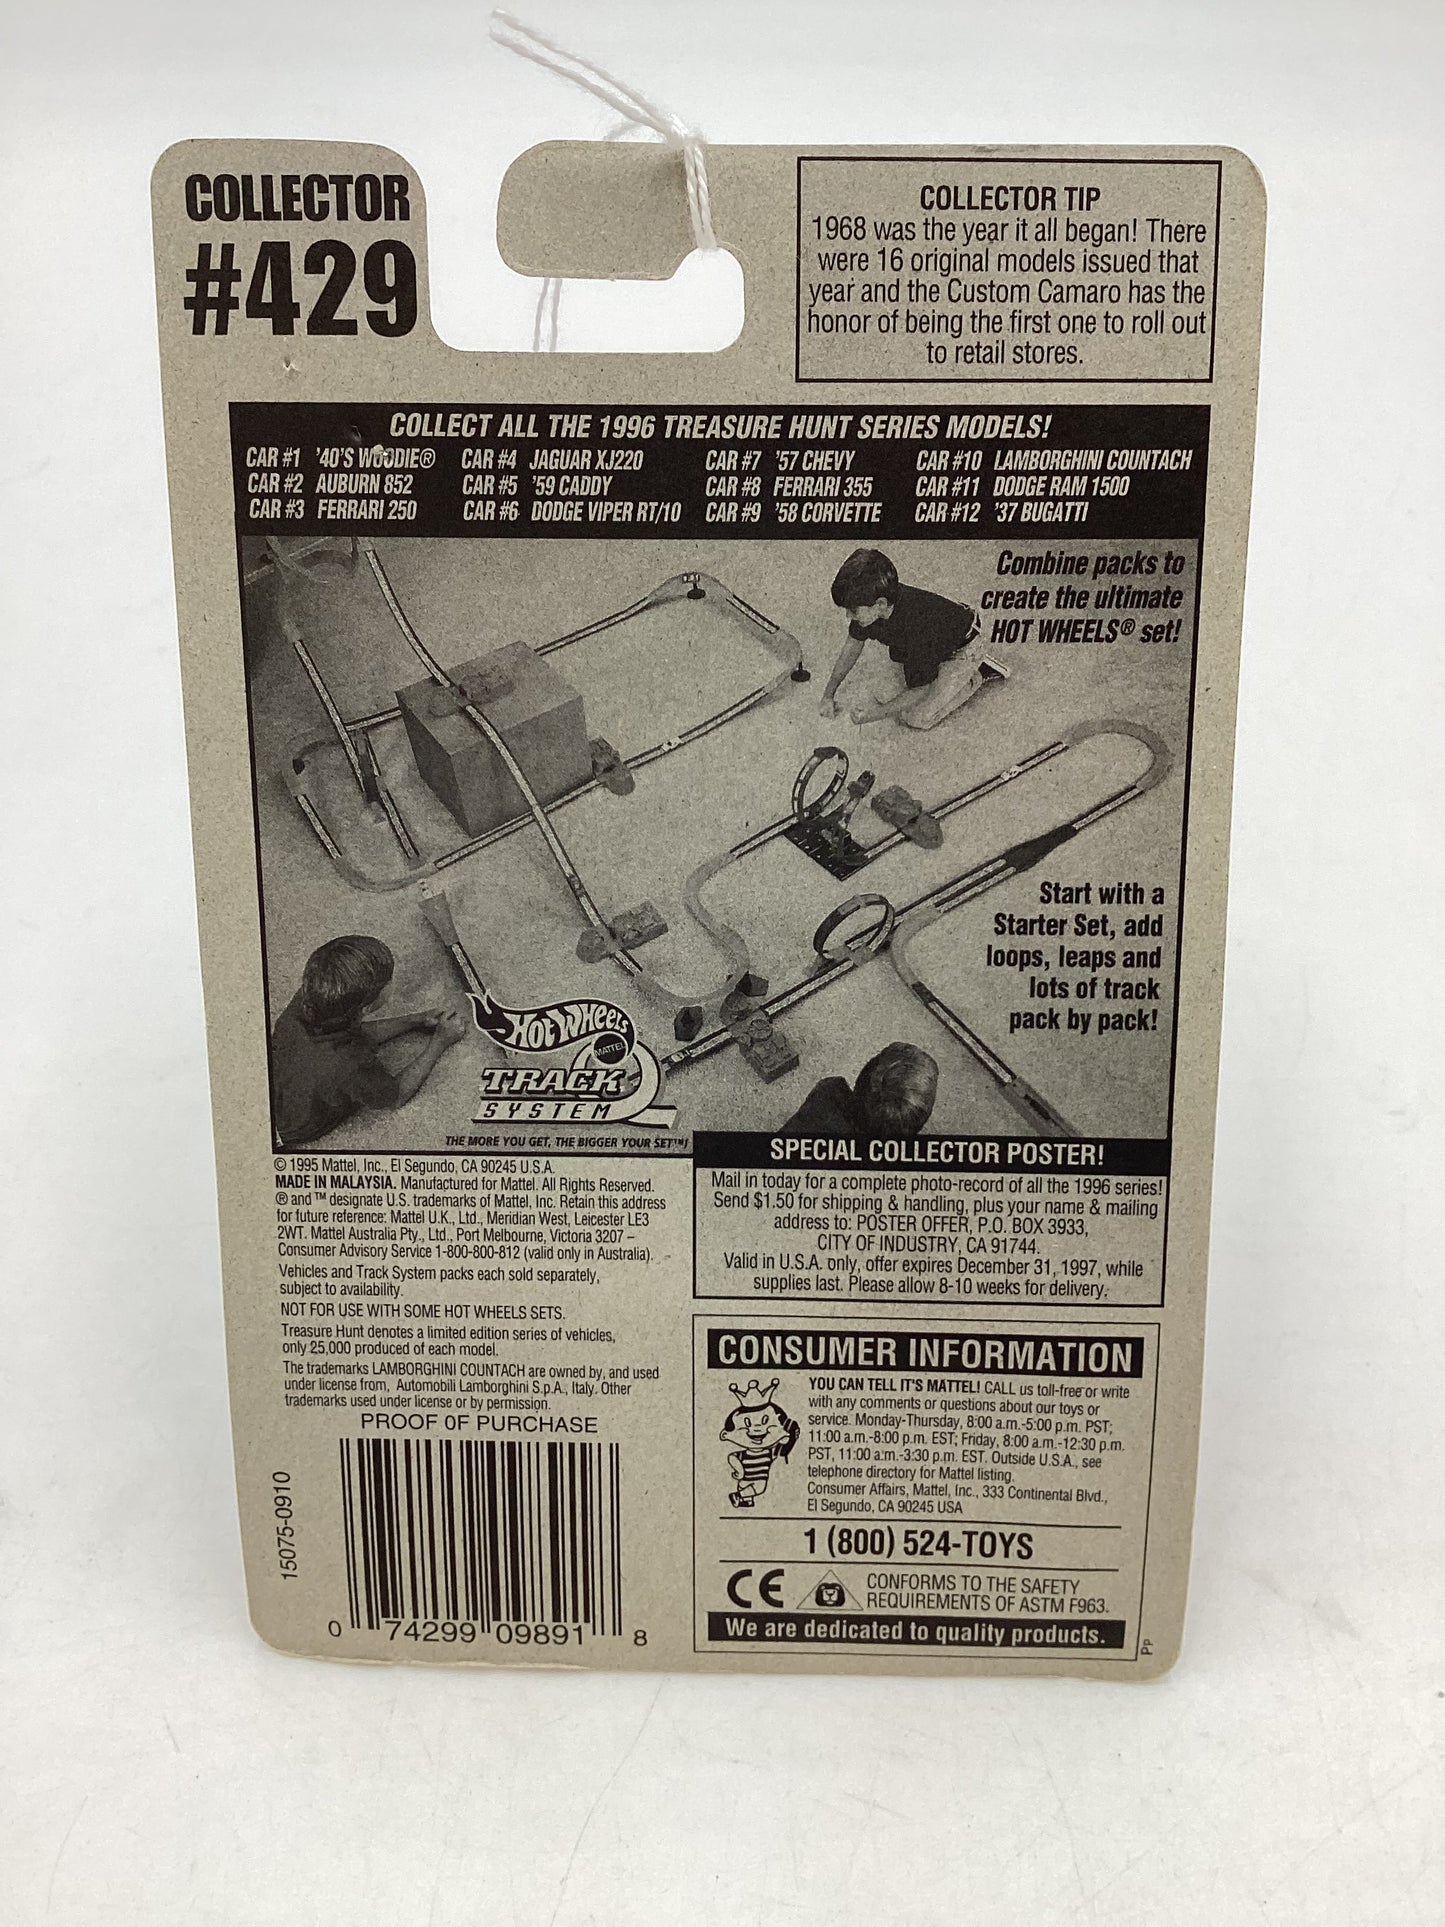 COLLECTOR
#429
COLLECTOR TIP
1968 was the year it all began! There
were 16 original models issued that
year and the Custom Camaro has the
honor of being the first one to roll out
to retail stores.
COLLECT ALL THE 1996 TREASURE HUNT SERIES MODELS!
CAR #1 '40'S WOODIE® CAR #4 JAGUAR XJ220 CAR #7 '57 CHEVY CAR #10 LAMBORGHINI COUNTACH
CAR #2 AUBURN 852 CAR #5 '59 CADDY CAR #8 FERRARI 355 CAR #11 DODGE RAM 1500
CAR #3 FERRARI 250 CAR #6 DODGE VIPER RT/10 CAR #9 '58 CORVETTE CAR #12 '37 BUGATTI
Combine packs to
create the ultimate
HOT WHEELS® set!
Start with a
Starter Set, add
loops, leaps and
lots of track
pack by pack!
Hot Wheels
MATTEL
TRACK
SYSTEM
THE MORE YOU GET, THE BIGGER YOUR SET™!
© 1995 Mattel, Inc., El Segundo, CA 90245 U.S.A.
MADE IN MALAYSIA. Manufactured for Mattel. All Rights Reserved.
® and ™ designate U.S. trademarks of Mattel, Inc. Retain this address
for future reference: Mattel U.K., Ltd., Meridian West, Leicester LE3
2WT. Mattel Australia Pty., Ltd., Port Melbourne, Victoria 3207 –
Consumer Advisory Service 1-800-800-812 (valid only in Australia).
Vehicles and Track System packs each sold separately,
subject to availability.
NOT FOR USE WITH SOME HOT WHEELS SETS.
Treasure Hunt denotes a limited edition series of vehicles,
only 25,000 produced of each model.
The trademarks LAMBORGHINI COUNTACH are owned by, and used
under license from, Automobili Lamborghini S.p.A., Italy. Other
trademarks used under license or by permission.
PROOF OF PURCHASE
15075-0910
0 74299 09891 8
SPECIAL COLLECTOR POSTER!
Mail in today for a complete photo-record of all the 1996 series!
Send $1.50 for shipping & handling, plus your name & mailing
address to: POSTER OFFER, P.O. BOX 3933,
CITY OF INDUSTRY, CA 91744.
Valid in U.S.A. only, offer expires December 31, 1997, while
supplies last. Please allow 8-10 weeks for delivery.
CONSUMER INFORMATION
YOU CAN TELL IT'S MATTEL! CALL us toll-free or write
with any comments or questions about our toys or
service. Monday-Thursday, 8:00 a.m.-5:00 p.m. PST;
11:00 a.m.-8:00 p.m. EST; Friday, 8:00 a.m.-12:30 p.m.
PST, 11:00 a.m.-3:30 p.m. EST. Outside U.S.A., see
telephone directory for Mattel listing.
Consumer Affairs, Mattel, Inc., 333 Continental Blvd.,
El Segundo, CA 90245 USA
1 (800) 524-TOYS
CE
CONFORMS TO THE SAFETY
REQUIREMENTS OF ASTM F963.
We are dedicated to quality products.
Pp